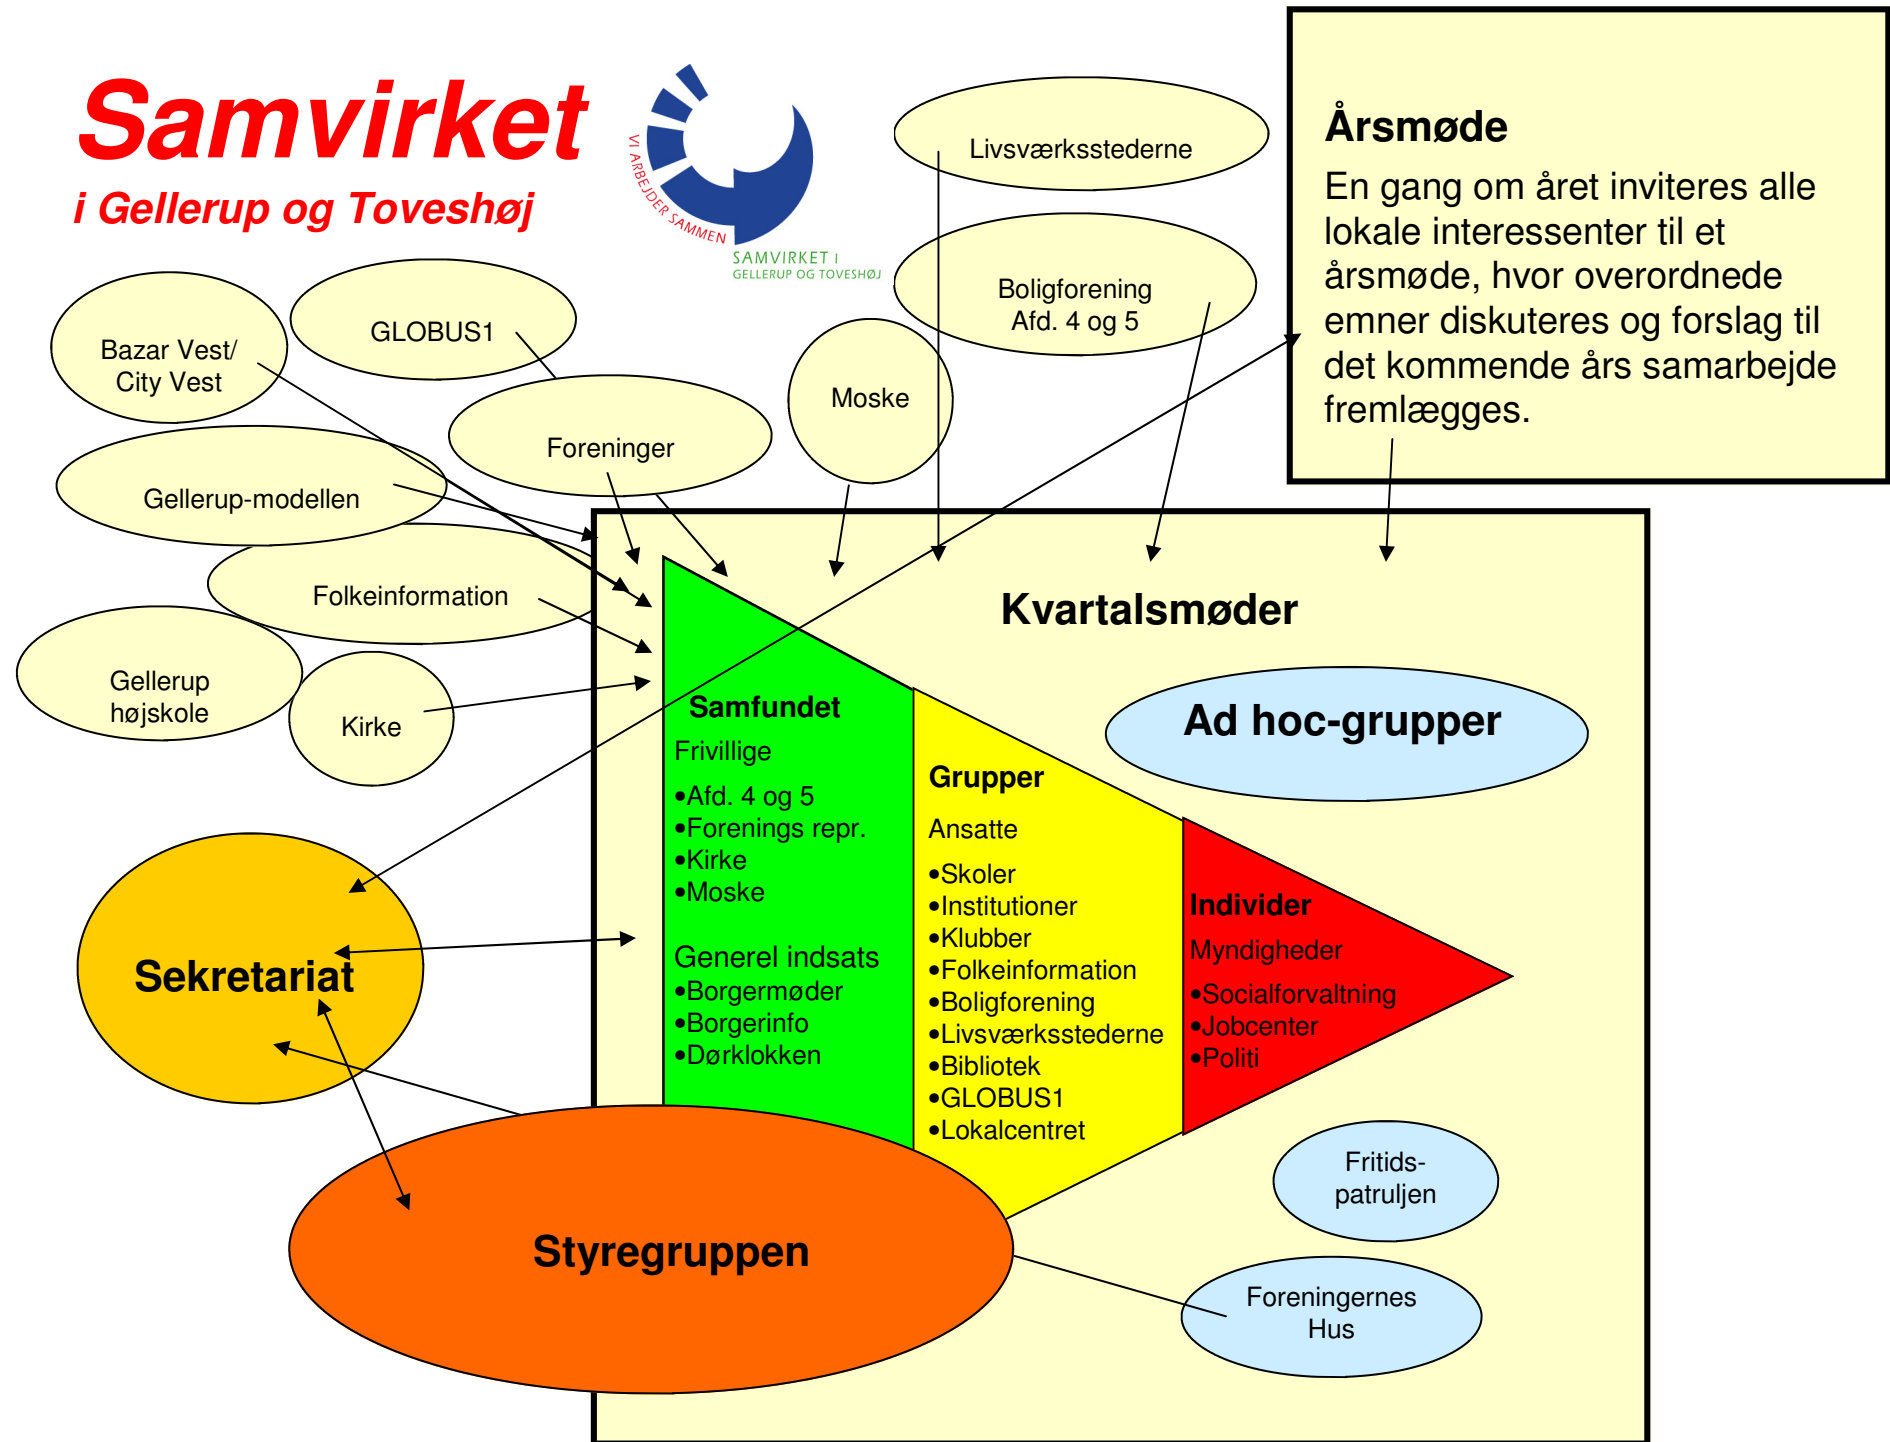 Samvirket
i Gellerup og Toveshøj
VI ARBEJDER SAMMEN
SAMVIRKET I
GELLERUP OG TOVESHØJ
Livsværksstederne
Boligforening
Afd. 4 og 5
Årsmøde
En gang om året inviteres alle
lokale interessenter til et
årsmøde, hvor overordnede
emner diskuteres og forslag til
det kommende års samarbejde
fremlægges.
Bazar Vest/
City Vest
GLOBUS1
Foreninger
Moske
Gellerup-modellen
Folkeinformation
Gellerup
højskole
Kirke
Kvartalsmøder
Ad hoc-grupper
Samfundet
Frivillige
•Afd. 4 og 5
•Forenings repr.
•Kirke
•Moske
Generel indsats
•Borgermøder
•Borgerinfo
•Dørklokken
Grupper
Ansatte
•Skoler
•Institutioner
•Klubber
•Folkeinformation
•Boligforening
•Livsværksstederne
•Bibliotek
•GLOBUS1
•Lokalcentret
Individer
Myndigheder
•Socialforvaltning
•Jobcenter
•Politi
Sekretariat
Styregruppen
Fritids-
patruljen
Foreningernes
Hus